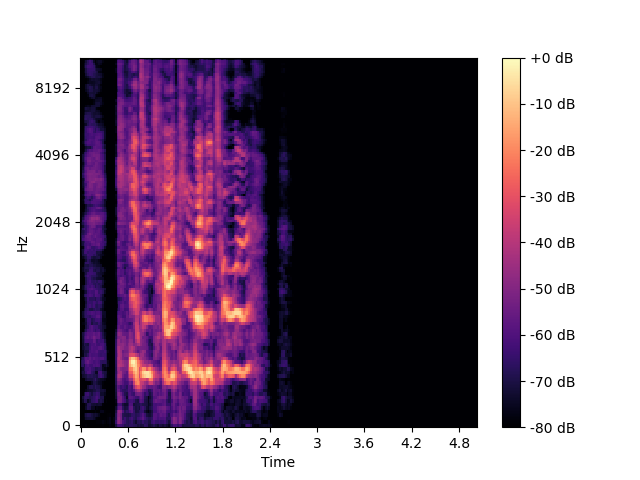 8192
4096
2048
1024
512
0
Hz
0 0.6 1.2 1.8 2.4 3 3.6 4.2 4.8
Time
+0 dB
-10 dB
-20 dB
-30 dB
-40 dB
-50 dB
-60 dB
-70 dB
-80 dB